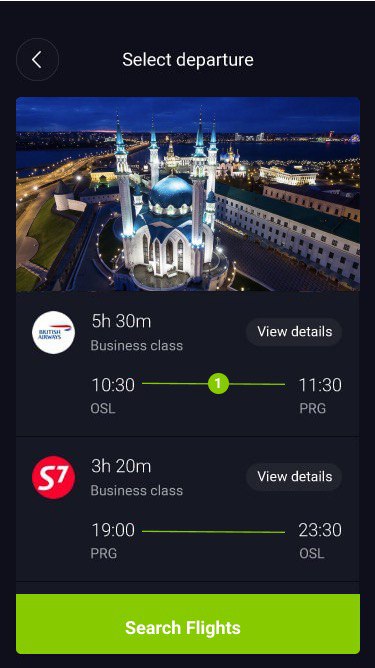 Select departure
BRITISH
AIRWAYS
5h 30m
View details
Business class
10:30
1
11:30
OSL
PRG
S7
3h 20m
View details
Business class
19:00
23:30
PRG
OSL
Search Flights